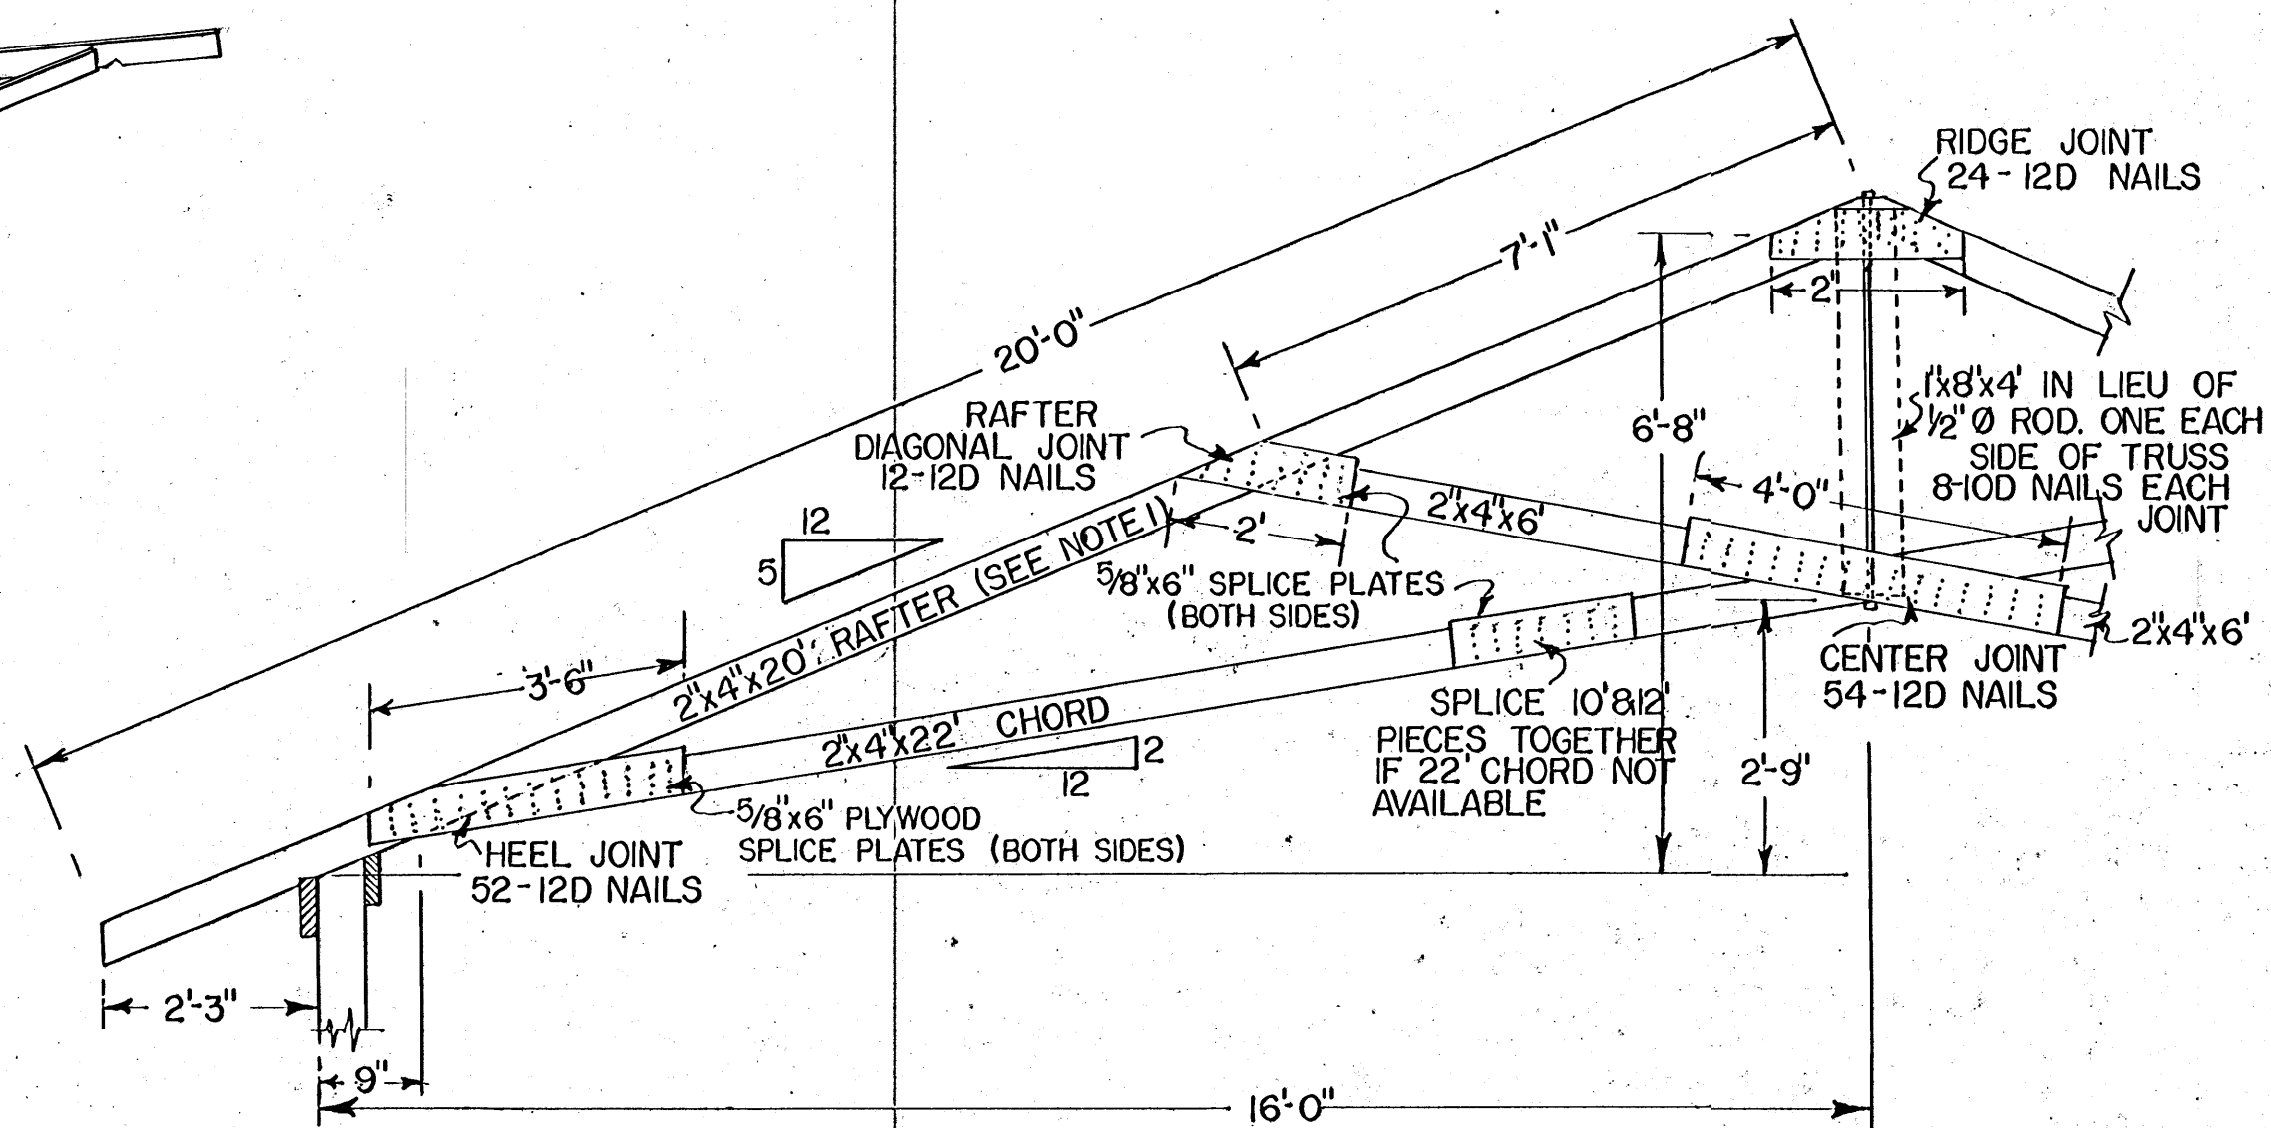 RIDGE JOINT
24-12D NAILS
7'-1"
20'-0"
2'
1"x8"x4' IN LIEU OF
1/2" Ø ROD. ONE EACH
SIDE OF TRUSS
8-10D NAILS EACH
JOINT
RAFTER
DIAGONAL JOINT
12-12D NAILS
6'-8"
4'-0"
2"x4"x6'
12
5
2'
5/8"x6" SPLICE PLATES
(BOTH SIDES)
2"x4"x20' RAFTER (SEE NOTE 1)
2"x4"x6'
3'-6"
CENTER JOINT
54-12D NAILS
SPLICE 10'&12'
PIECES TOGETHER
IF 22' CHORD NOT
AVAILABLE
2"x4"x22' CHORD
2
12
2'-9"
5/8"x6" PLYWOOD
SPLICE PLATES (BOTH SIDES)
HEEL JOINT
52-12D NAILS
2'-3"
9"
16'-0"